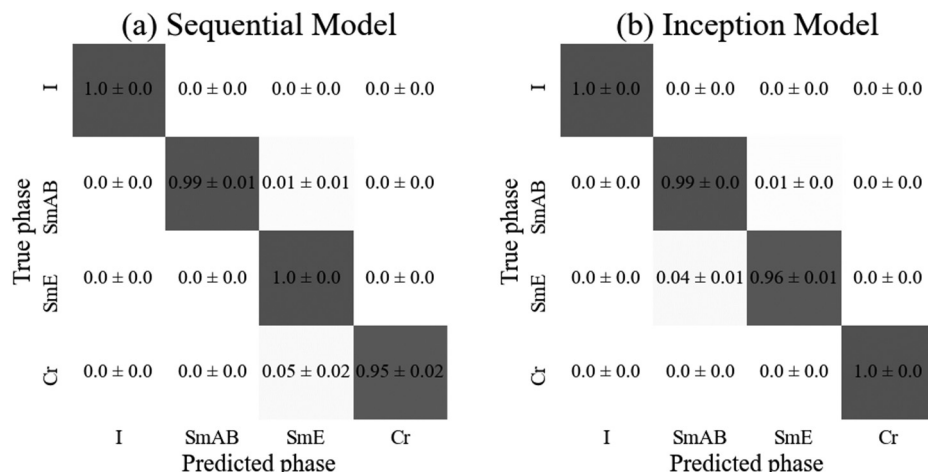 (a) Sequential Model
I 1.0 ± 0.0 0.0 ± 0.0 0.0 ± 0.0 0.0 ± 0.0
SmAB 0.0 ± 0.0 0.99 ± 0.01 0.01 ± 0.01 0.0 ± 0.0
SmE 0.0 ± 0.0 0.0 ± 0.0 1.0 ± 0.0 0.0 ± 0.0
Cr 0.0 ± 0.0 0.0 ± 0.0 0.05 ± 0.02 0.95 ± 0.02
True phase
I SmAB SmE Cr
Predicted phase
(b) Inception Model
I 1.0 ± 0.0 0.0 ± 0.0 0.0 ± 0.0 0.0 ± 0.0
SmAB 0.0 ± 0.0 0.99 ± 0.0 0.01 ± 0.0 0.0 ± 0.0
SmE 0.0 ± 0.0 0.04 ± 0.01 0.96 ± 0.01 0.0 ± 0.0
Cr 0.0 ± 0.0 0.0 ± 0.0 0.0 ± 0.0 1.0 ± 0.0
True phase
I SmAB SmE Cr
Predicted phase